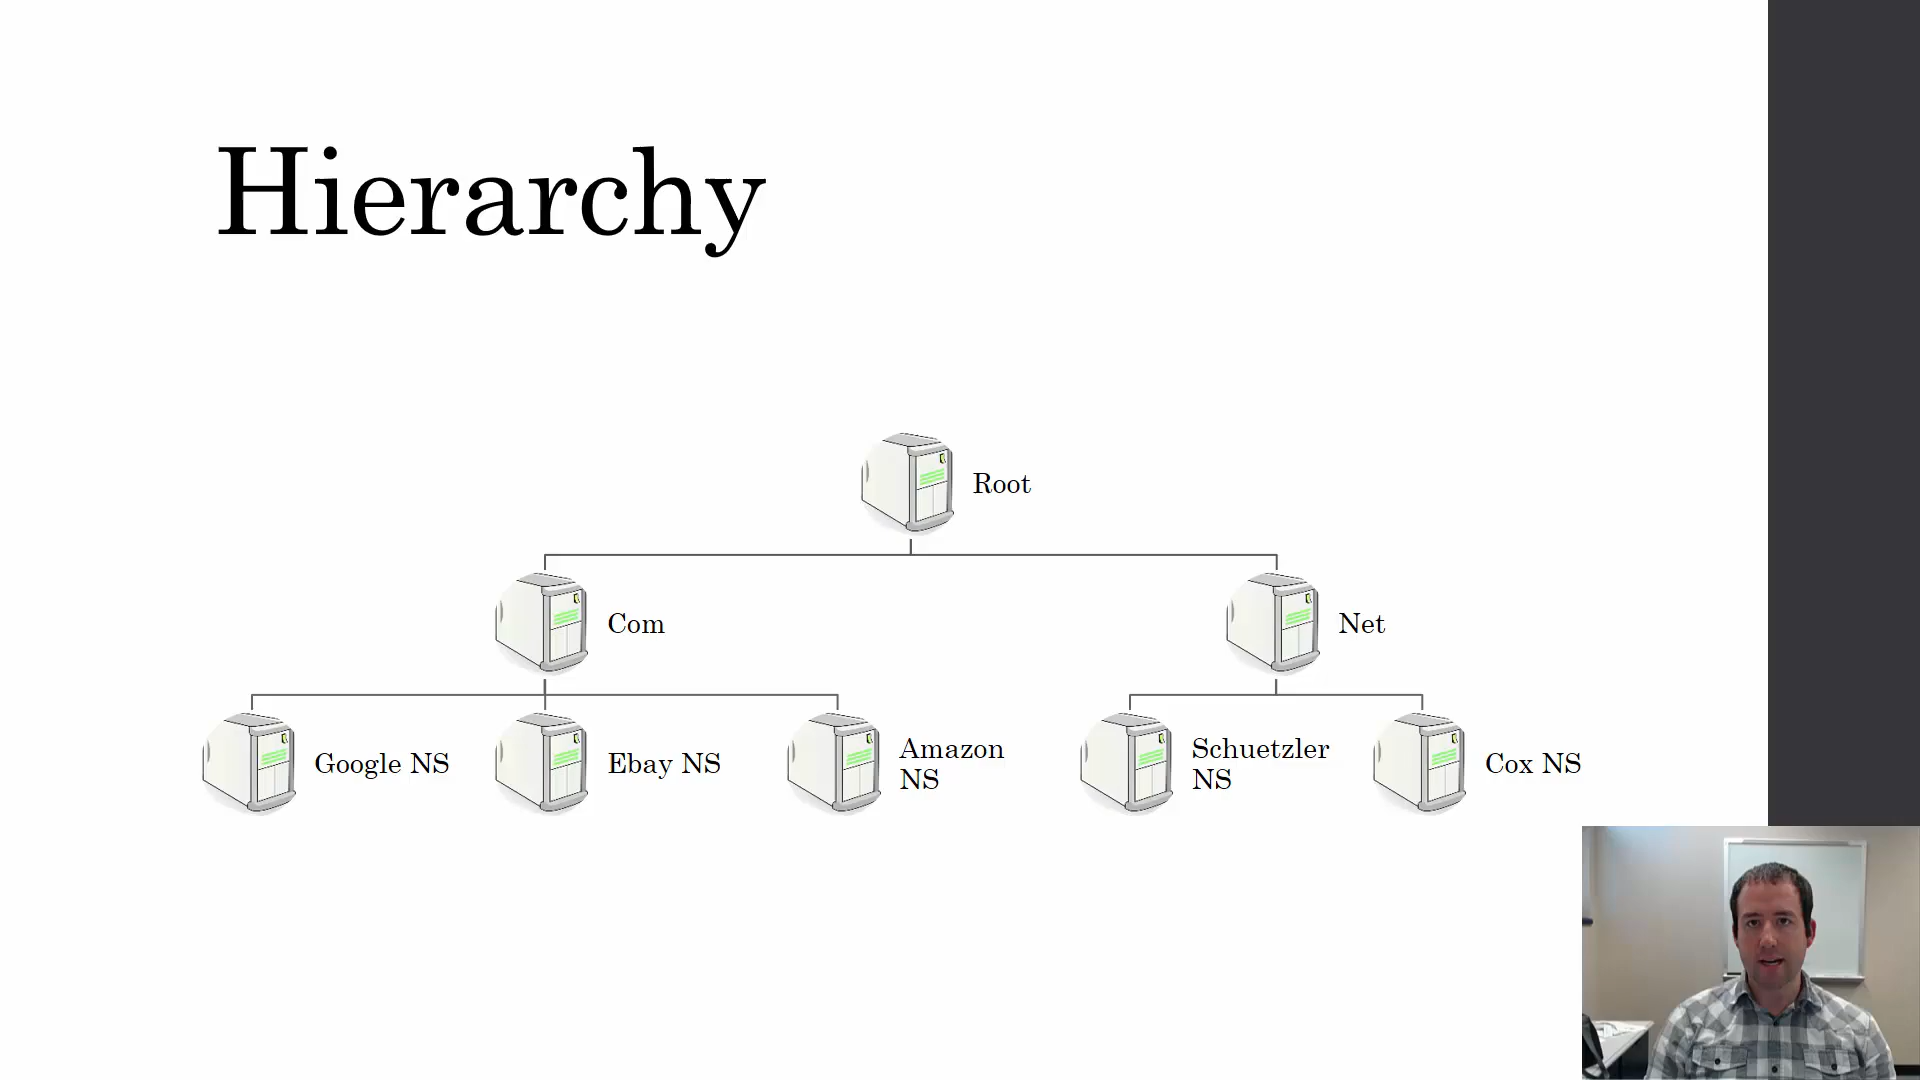 Hierarchy
Root
Com
Net
Google NS
Ebay NS
Amazon
NS
Schuetzler
NS
Cox NS